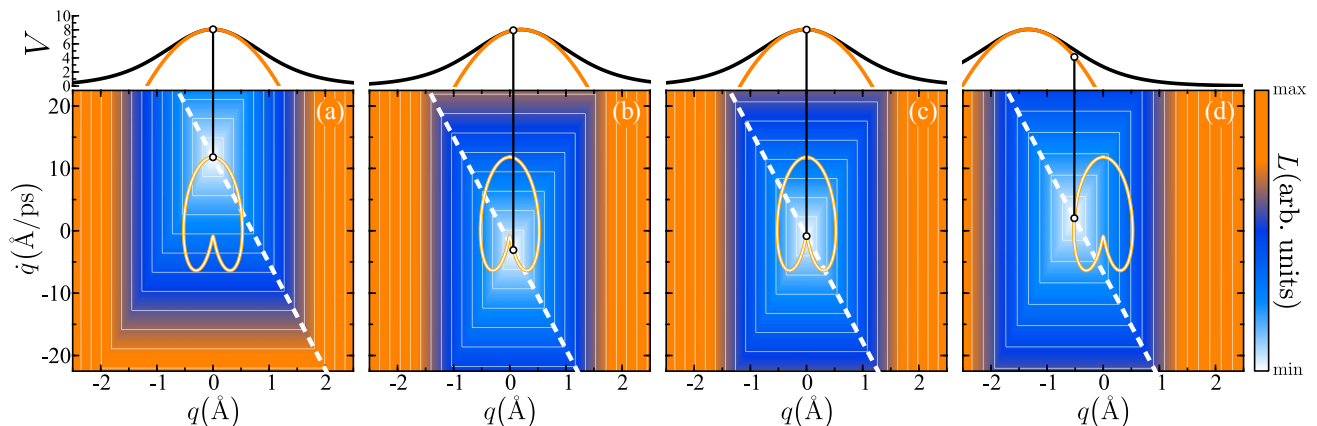 V
10
8
6
4
2
0
(a) (b) (c) (d)
q̇(Å/ps)
20
10
0
-10
-20
-2 -1 0 1 2
-2 -1 0 1 2
-2 -1 0 1 2
-2 -1 0 1 2
q(Å) q(Å) q(Å) q(Å)
max
L(arb. units)
min